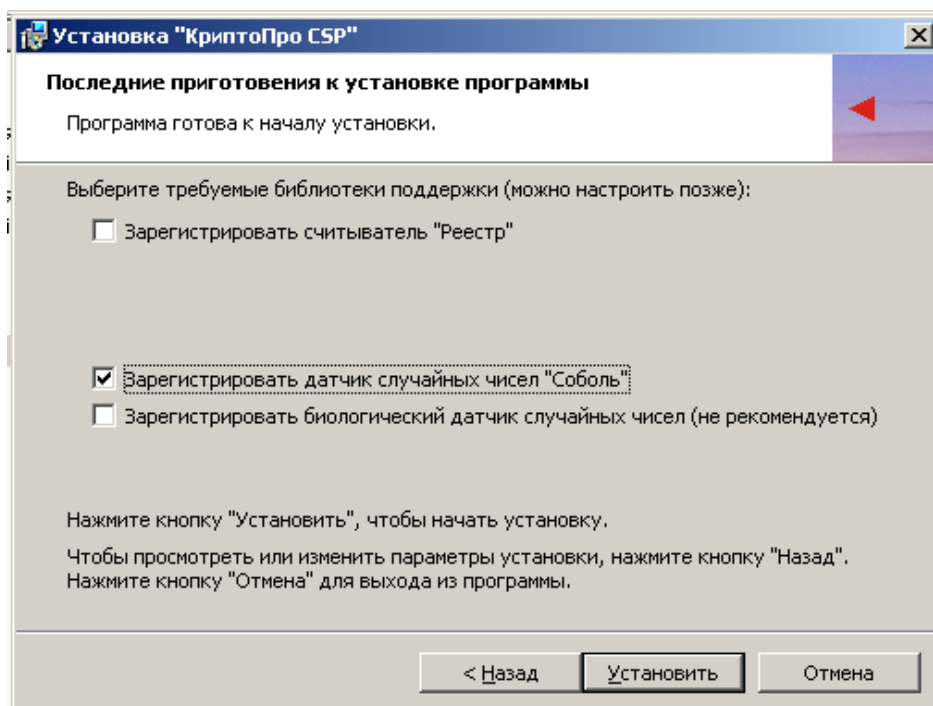 Установка "КриптоПро CSP"
Последние приготовения к установке программы
Программа готова к началу установки.
Выберите требуемые библиотеки поддержки (можно настроить позже):
Зарегистрировать считыватель "Реестр"
Зарегистрировать датчик случайных чисел "Соболь"
Зарегистрировать биологический датчик случайных чисел (не рекомендуется)
Нажмите кнопку "Установить", чтобы начать установку.
Чтобы просмотреть или изменить параметры установки, нажмите кнопку "Назад".
Нажмите кнопку "Отмена" для выхода из программы.
< Назад Установить Отмена